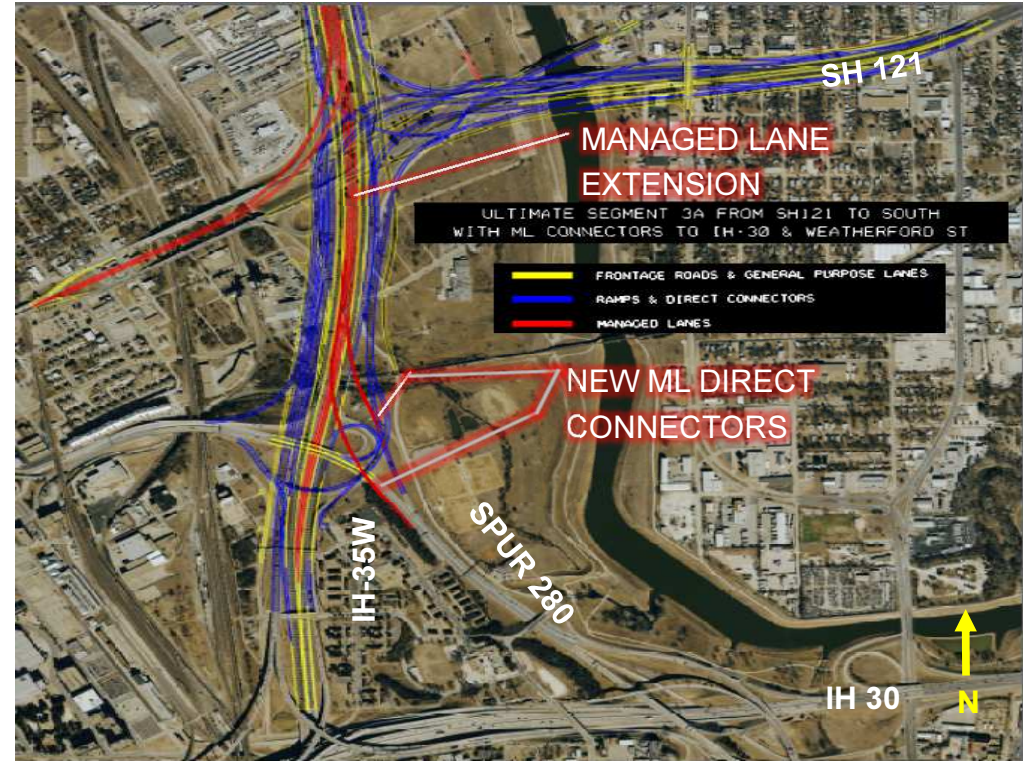 SH 121
MANAGED LANE
EXTENSION
ULTIMATE SEGMENT 3A FROM SH121 TO SOUTH
WITH ML CONNECTORS TO IH-30 & WEATHERFORD ST
FRONTAGE ROADS & GENERAL PURPOSE LANES
RAMPS & DIRECT CONNECTORS
MANAGED LANES
NEW ML DIRECT
CONNECTORS
SPUR 280
IH-35W
IH 30
N